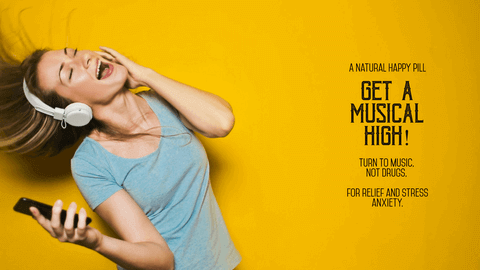 A NATURAL HAPPY PILL
GET A
MUSICAL
HIGH!
TURN TO MUSIC,
NOT DRUGS,
FOR RELIEF AND STRESS
ANXIETY.